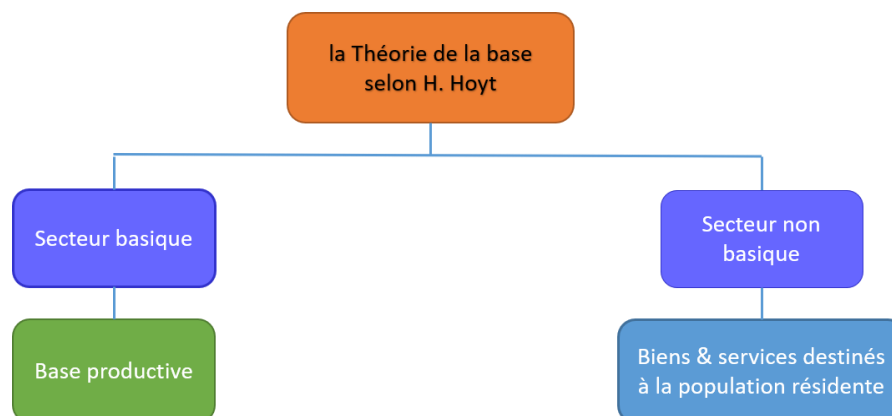 la Théorie de la base
selon H. Hoyt
Secteur basique
Secteur non
basique
Base productive
Biens & services destinés
à la population résidente